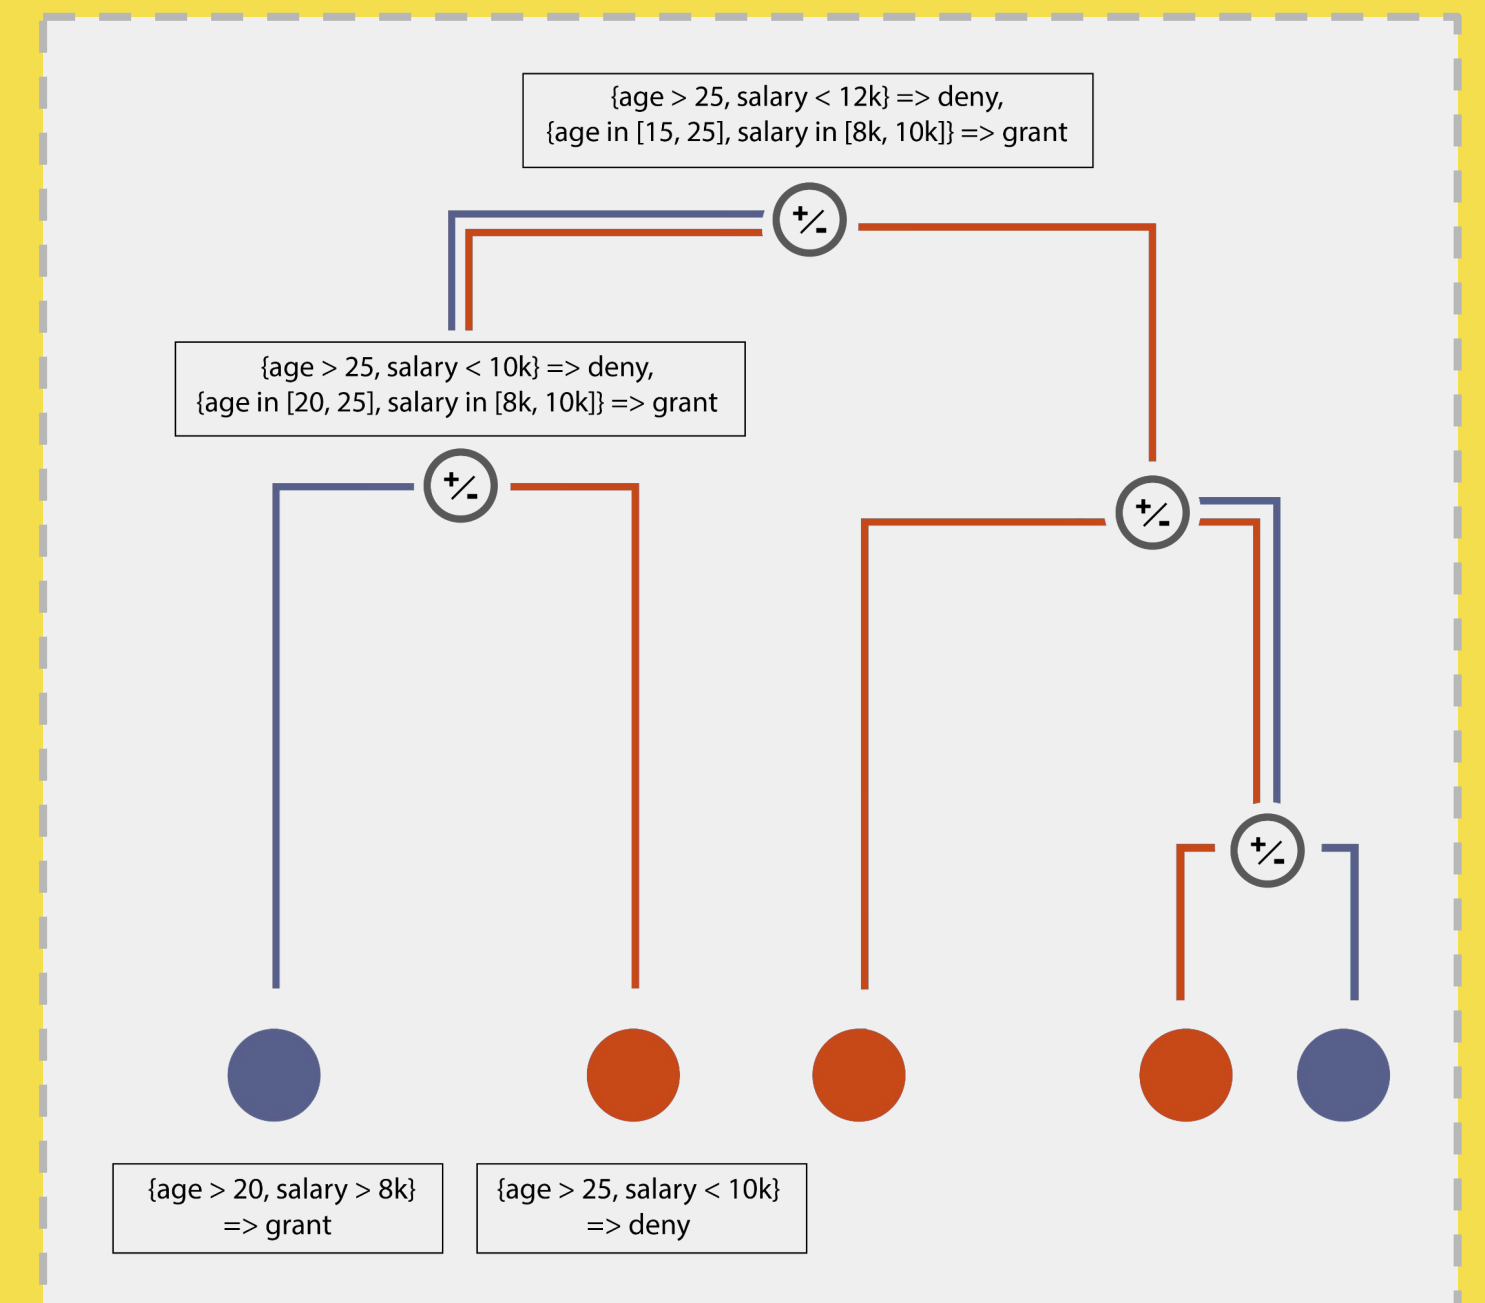 {age > 25, salary < 12k} => deny,
{age in [15, 25], salary in [8k, 10k]} => grant
+/-
{age > 25, salary < 10k} => deny,
{age in [20, 25], salary in [8k, 10k]} => grant
+/-
+/-
+/-
{age > 20, salary > 8k}
=> grant
{age > 25, salary < 10k}
=> deny